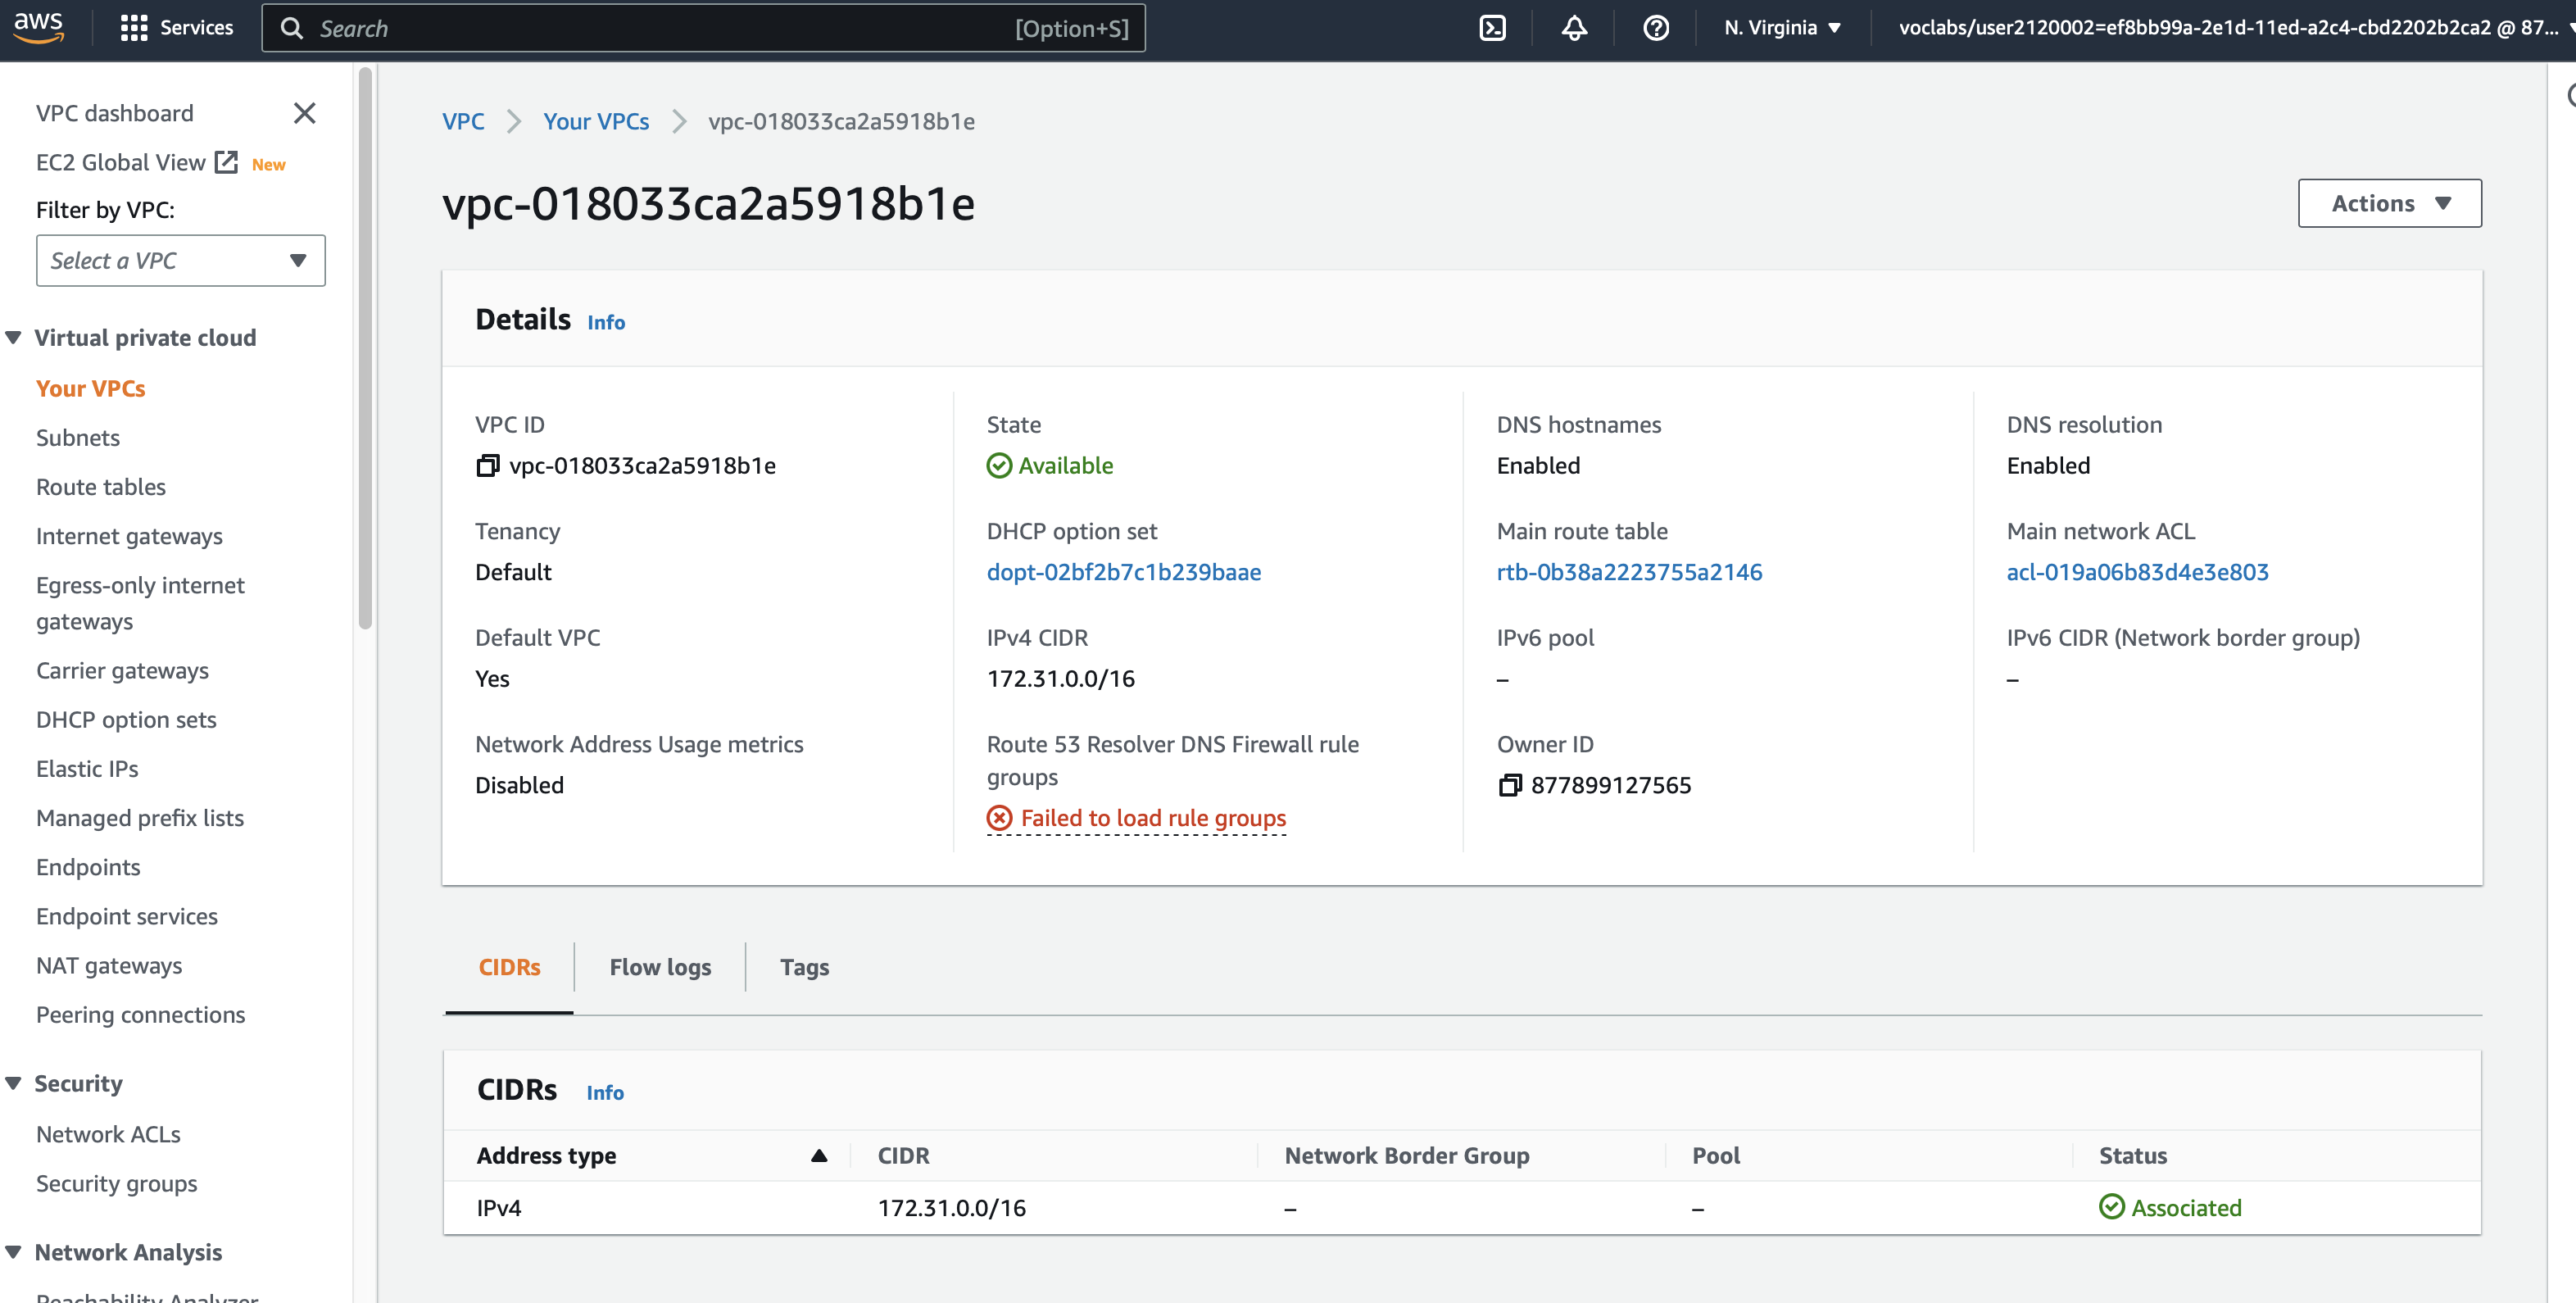 aws
Services
Search
[Option+S]
N. Virginia
voclabs/user2120002=ef8bb99a-2e1d-11ed-a2c4-cbd2202b2ca2 @ 87...
VPC dashboard
EC2 Global View New
Filter by VPC:
Select a VPC
Virtual private cloud
Your VPCs
Subnets
Route tables
Internet gateways
Egress-only internet
gateways
Carrier gateways
DHCP option sets
Elastic IPs
Managed prefix lists
Endpoints
Endpoint services
NAT gateways
Peering connections
Security
Network ACLs
Security groups
Network Analysis
Reachability Analyzer
VPC
Your VPCs
vpc-018033ca2a5918b1e
vpc-018033ca2a5918b1e
Actions
Details Info
VPC ID
vpc-018033ca2a5918b1e
State
Available
DNS hostnames
Enabled
DNS resolution
Enabled
Tenancy
Default
DHCP option set
dopt-02bf2b7c1b239baae
Main route table
rtb-0b38a2223755a2146
Main network ACL
acl-019a06b83d4e3e803
Default VPC
Yes
IPv4 CIDR
172.31.0.0/16
IPv6 pool
–
IPv6 CIDR (Network border group)
–
Network Address Usage metrics
Disabled
Route 53 Resolver DNS Firewall rule
groups
Failed to load rule groups
Owner ID
877899127565
CIDRs
Flow logs
Tags
CIDRs Info
Address type CIDR Network Border Group Pool Status
IPv4 172.31.0.0/16 – – Associated